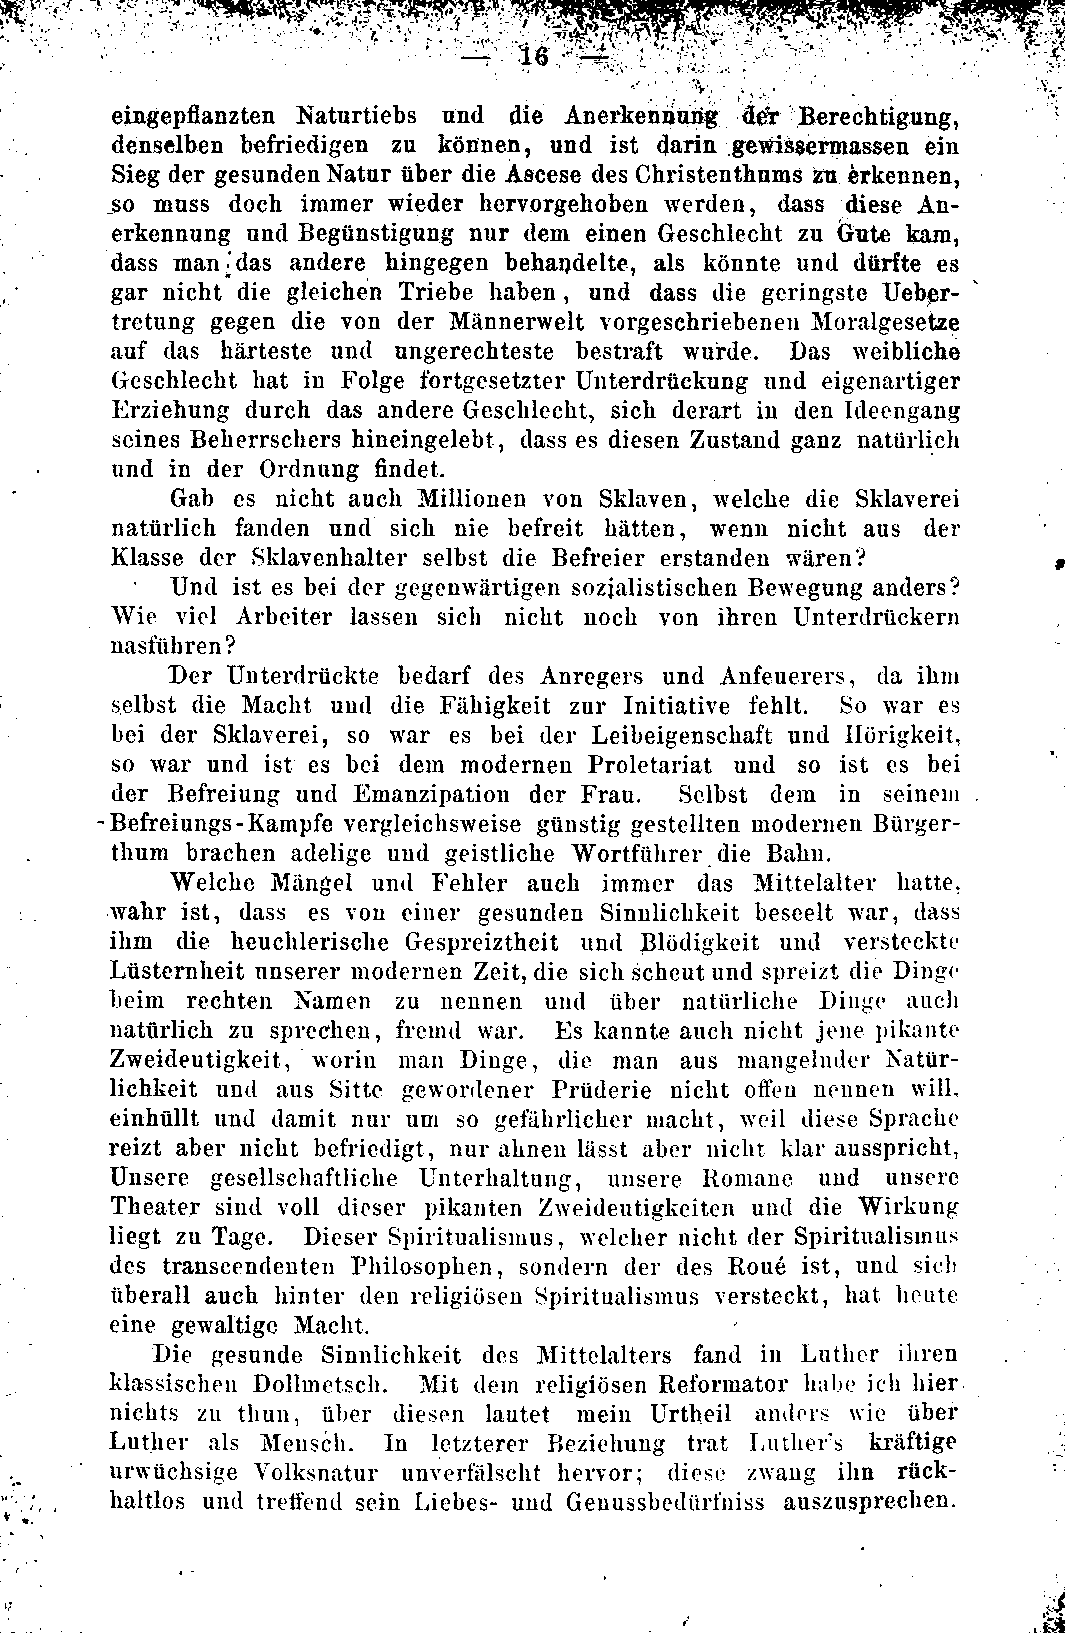 — 16 —
eingepflanzten Naturtiebs und die Anerkennung der Berechtigung,
denselben befriedigen zu können, und ist darin gewissermassen ein
Sieg der gesunden Natur über die Ascese des Christenthums zu erkennen,
so muss doch immer wieder hervorgehoben werden, dass diese An-
erkennung und Begünstigung nur dem einen Geschlecht zu Gute kam,
dass man das andere hingegen behandelte, als könnte und dürfte es
gar nicht die gleichen Triebe haben, und dass die geringste Ueber-
tretung gegen die von der Männerwelt vorgeschriebenen Moralgesetze
auf das härteste und ungerechteste bestraft wurde. Das weibliche
Geschlecht hat in Folge fortgesetzter Unterdrückung und eigenartiger
Erziehung durch das andere Geschlecht, sich derart in den Ideengang
seines Beherrschers hineingelebt, dass es diesen Zustand ganz natürlich
und in der Ordnung findet.
Gab es nicht auch Millionen von Sklaven, welche die Sklaverei
natürlich fanden und sich nie befreit hätten, wenn nicht aus der
Klasse der Sklavenhalter selbst die Befreier erstanden wären?
Und ist es bei der gegenwärtigen sozialistischen Bewegung anders?
Wie viel Arbeiter lassen sich nicht noch von ihren Unterdrückern
nasführen?
Der Unterdrückte bedarf des Anregers und Anfeuerers, da ihm
selbst die Macht und die Fähigkeit zur Initiative fehlt. So war es
bei der Sklaverei, so war es bei der Leibeigenschaft und Hörigkeit,
so war und ist es bei dem modernen Proletariat und so ist es bei
der Befreiung und Emanzipation der Frau. Selbst dem in seinem
Befreiungs-Kampfe vergleichsweise günstig gestellten modernen Bürger-
thum brachen adelige und geistliche Wortführer die Bahn.
Welche Mängel und Fehler auch immer das Mittelalter hatte,
wahr ist, dass es von einer gesunden Sinnlichkeit beseelt war, dass
ihm die heuchlerische Gespreiztheit und Blödigkeit und versteckte
Lüsternheit unserer modernen Zeit, die sich scheut und spreizt die Dinge
beim rechten Namen zu nennen und über natürliche Dinge auch
natürlich zu sprechen, fremd war. Es kannte auch nicht jene pikante
Zweideutigkeit, worin man Dinge, die man aus mangelnder Natür-
lichkeit und aus Sitte gewordener Prüderie nicht offen nennen will,
einhüllt und damit nur um so gefährlicher macht, weil diese Sprache
reizt aber nicht befriedigt, nur ahnen lässt aber nicht klar ausspricht,
Unsere gesellschaftliche Unterhaltung, unsere Romane und unsere
Theater sind voll dieser pikanten Zweideutigkeiten und die Wirkung
liegt zu Tage. Dieser Spiritualismus, welcher nicht der Spiritualismus
des transcendenten Philosophen, sondern der des Roué ist, und sich
überall auch hinter den religiösen Spiritualismus versteckt, hat heute
eine gewaltige Macht.
Die gesunde Sinnlichkeit des Mittelalters fand in Luther ihren
klassischen Dollmetsch. Mit dem religiösen Reformator habe ich hier
nichts zu thun, über diesen lautet mein Urtheil anders wie über
Luther als Mensch. In letzterer Beziehung trat Luther's kräftige
urwüchsige Volksnatur unverfälscht hervor; diese zwang ihn rück-
haltlos und treffend sein Liebes- und Genussbedürfniss auszusprechen.